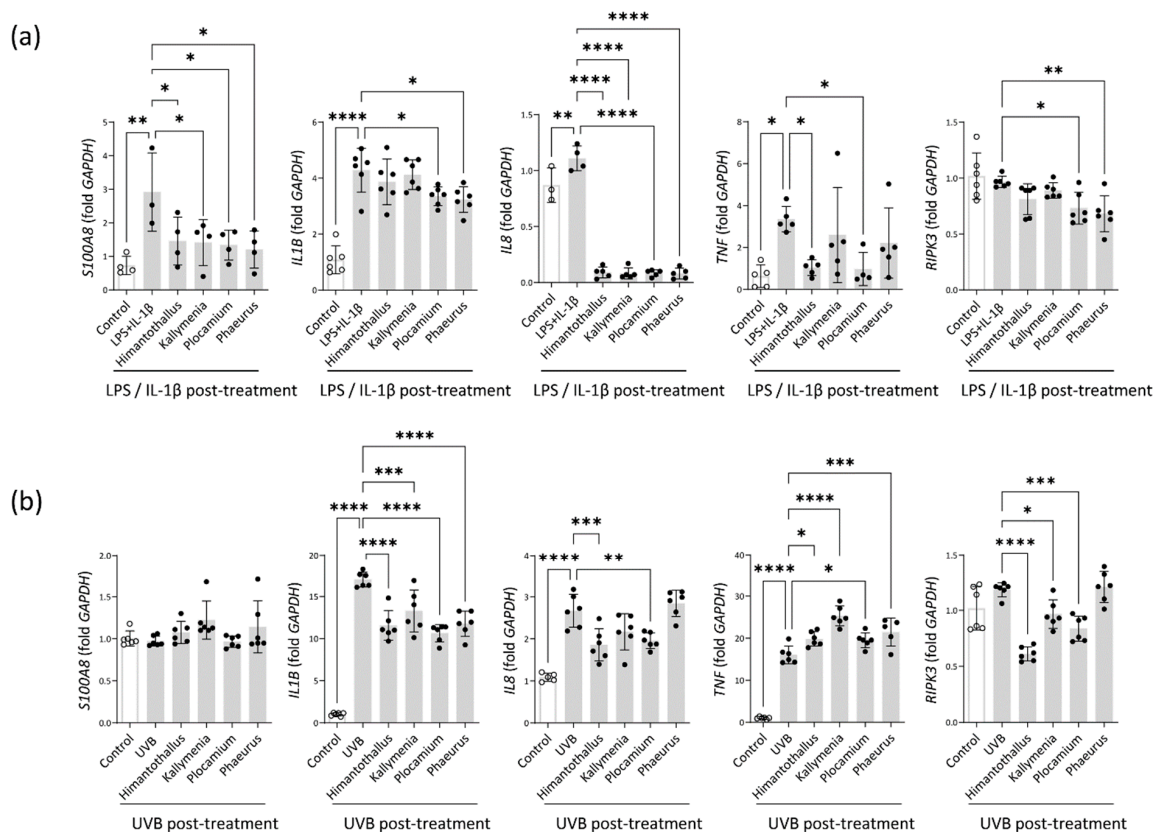 (a)
**** 
* ****
* ****
* * * **
* * **** * *
** * **** * ** **** * *
5 6 1.5 8 1.5
4
3 4 1.0 6 1.0
2 4
1 2 0.5 2 0.5
0 0 0.0 0 0.0
S100A8 (fold GAPDH)
IL1B (fold GAPDH)
IL8 (fold GAPDH)
TNF (fold GAPDH)
RIPK3 (fold GAPDH)
Control LPS+IL-1β Himantothallus Kallymenia Plocamium Phaeurus
Control LPS+IL-1β Himantothallus Kallymenia Plocamium Phaeurus
Control LPS+IL-1β Himantothallus Kallymenia Plocamium Phaeurus
Control LPS+IL-1β Himantothallus Kallymenia Plocamium Phaeurus
Control LPS+IL-1β Himantothallus Kallymenia Plocamium Phaeurus
LPS / IL-1β post-treatment LPS / IL-1β post-treatment LPS / IL-1β post-treatment LPS / IL-1β post-treatment LPS / IL-1β post-treatment
(b)
****
*** *** ***
**** **** *** **** *
**** **** ** * ****
**** **** *
2.0 20 4 40 1.5
1.5 15 3 30 1.0
1.0 10 2 20
0.5 5 1 10 0.5
0.0 0 0 0 0.0
S100A8 (fold GAPDH)
IL1B (fold GAPDH)
IL8 (fold GAPDH)
TNF (fold GAPDH)
RIPK3 (fold GAPDH)
Control UVB Himantothallus Kallymenia Plocamium Phaeurus
Control UVB Himantothallus Kallymenia Plocamium Phaeurus
Control UVB Himantothallus Kallymenia Plocamium Phaeurus
Control UVB Himantothallus Kallymenia Plocamium Phaeurus
Control UVB Himantothallus Kallymenia Plocamium Phaeurus
UVB post-treatment UVB post-treatment UVB post-treatment UVB post-treatment UVB post-treatment